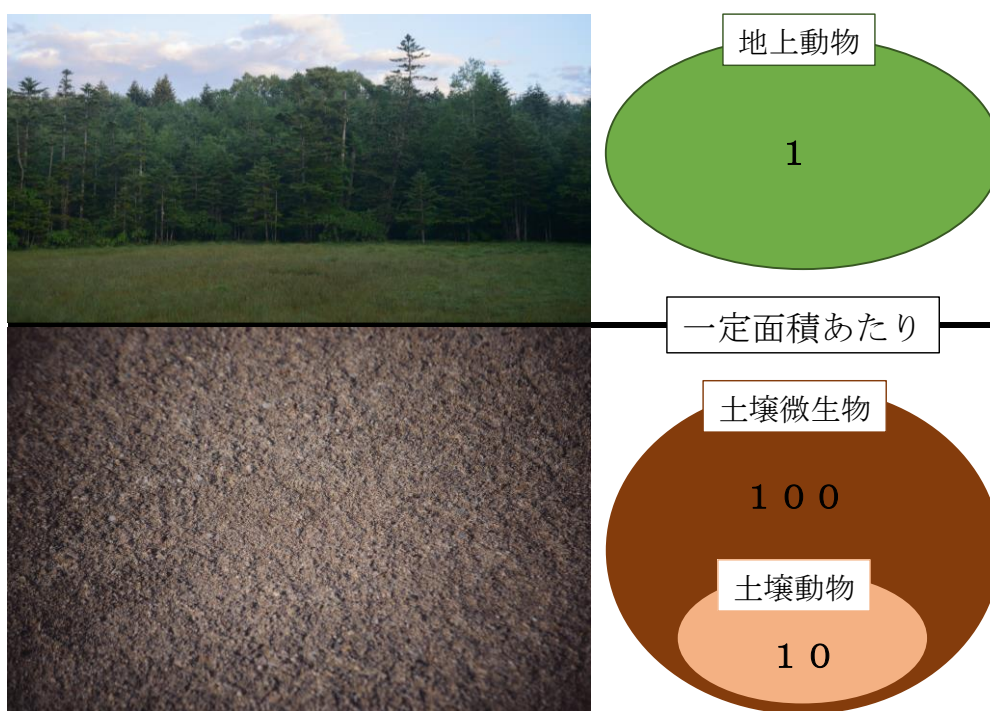 地上動物
１
一定面積あたり
土壌微生物
１００
土壌動物
１０